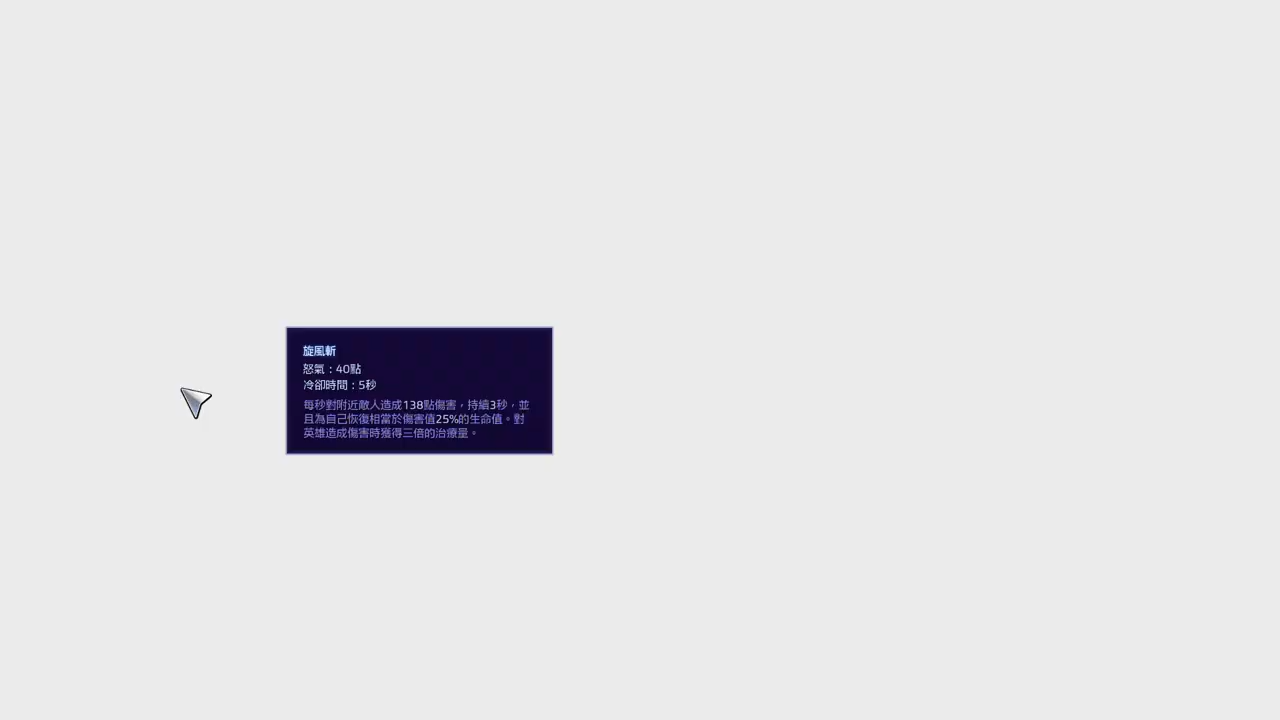 旋風斬
怒氣：40點
冷卻時間：5秒
每秒對附近敵人造成138點傷害，持續3秒，並
且為自己恢復相當於傷害值25%的生命值。對
英雄造成傷害時獲得三倍的治療量。